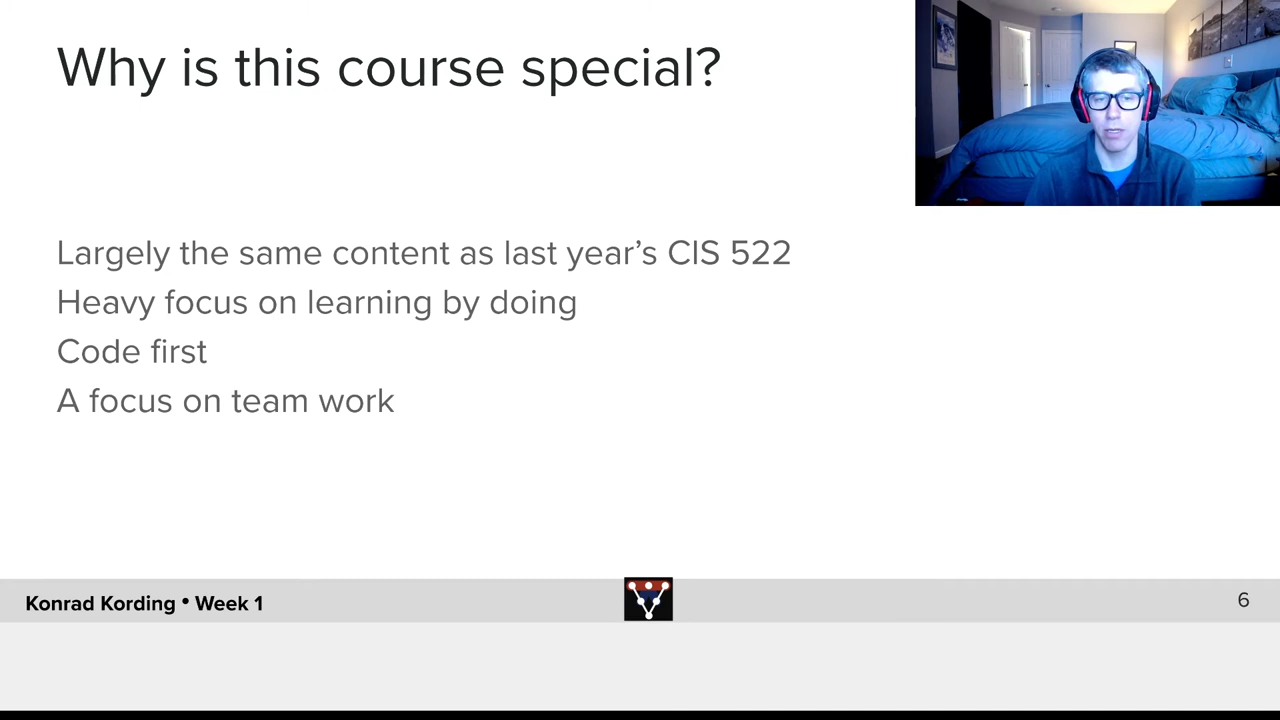 Why is this course special?
Largely the same content as last year's CIS 522
Heavy focus on learning by doing
Code first
A focus on team work
Konrad Kording • Week 1
6